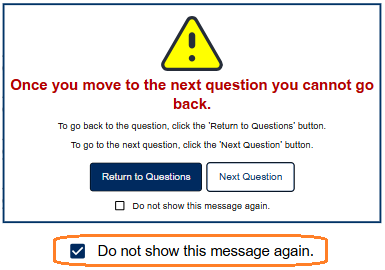 Once you move to the next question you cannot go
back.
To go back to the question, click the 'Return to Questions' button.
To go to the next question, click the 'Next Question' button.
Return to Questions
Next Question
Do not show this message again.
Do not show this message again.